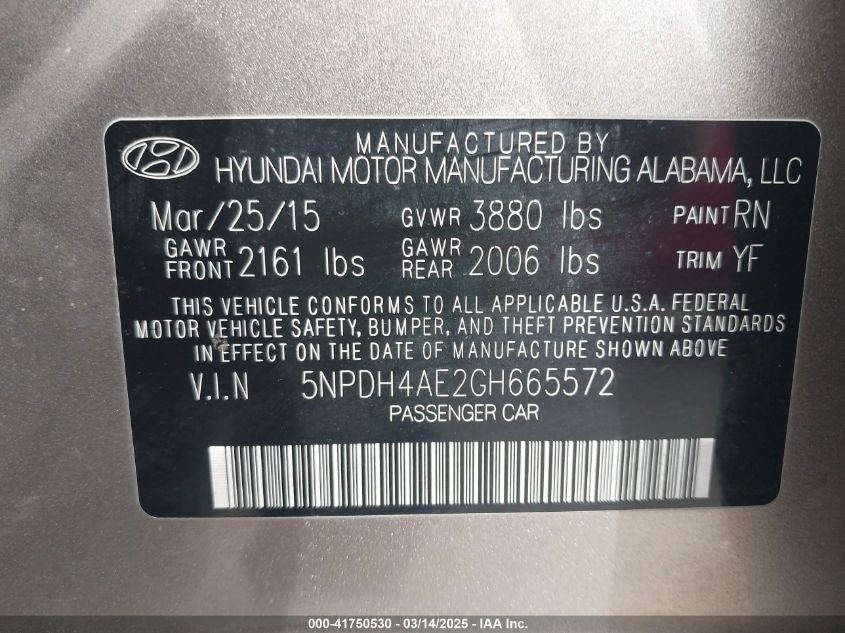 MANUFACTURED BY
HYUNDAI MOTOR MANUFACTURING ALABAMA, LLC
Mar/25/15 GVWR 3880 lbs PAINT RN
GAWR FRONT 2161 lbs GAWR REAR 2006 lbs TRIM YF
THIS VEHICLE CONFORMS TO ALL APPLICABLE U.S.A. FEDERAL
MOTOR VEHICLE SAFETY, BUMPER, AND THEFT PREVENTION STANDARDS
IN EFFECT ON THE DATE OF MANUFACTURE SHOWN ABOVE
V.I.N 5NPDH4AE2GH665572
PASSENGER CAR
000-41750530 - 03/14/2025 - IAA Inc.